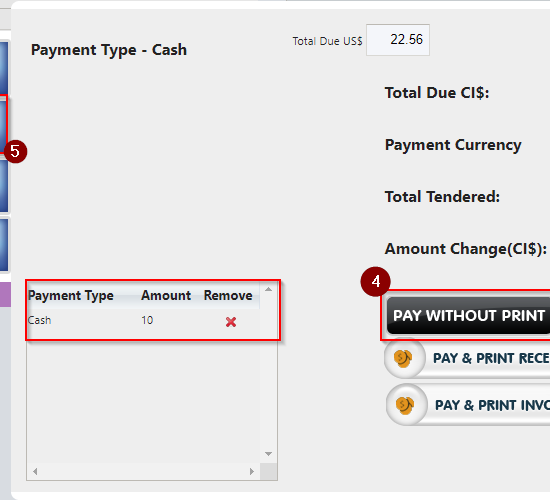 Total Due US$ 22.56
Payment Type - Cash
Total Due CI$:
Payment Currency
5
Total Tendered:
Amount Change(CI$):
4
Payment Type Amount Remove
Cash 10
PAY WITHOUT PRINT
PAY & PRINT RECE
PAY & PRINT INVO